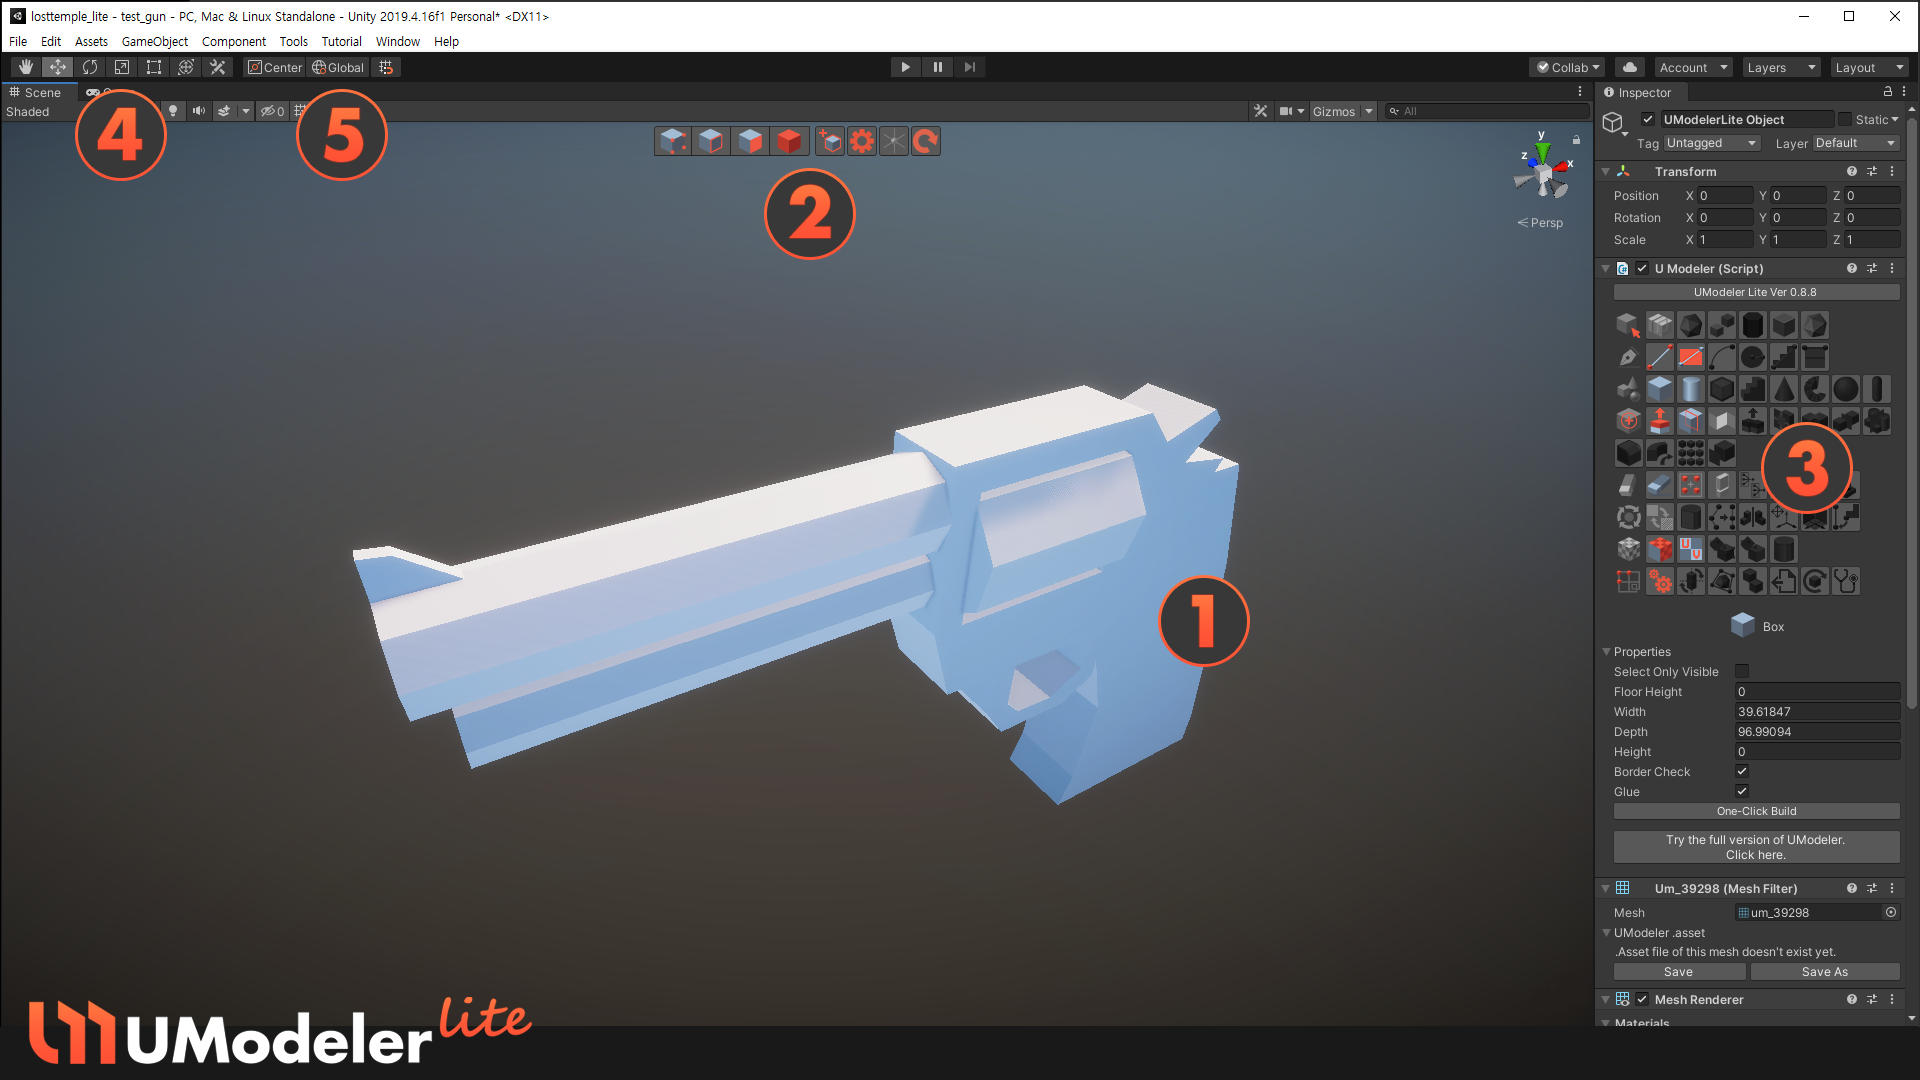 losttemple_lite - test_gun - PC, Mac & Linux Standalone - Unity 2019.4.16f1 Personal* <DX11>
File Edit Assets GameObject Component Tools Tutorial Window Help
Center Global
Collab Account Layers Layout
Scene
Shaded
0
Gizmos All
4
5
2
y
z
x
Persp
1
3
Inspector
UModelerLite Object Static
Tag Untagged Layer Default
Transform
Position X 0 Y 0 Z 0
Rotation X 0 Y 0 Z 0
Scale X 1 Y 1 Z 1
U Modeler (Script)
UModeler Lite Ver 0.8.8
U
U
Box
Properties
Select Only Visible
Floor Height 0
Width 39.61847
Depth 96.99094
Height 0
Border Check
Glue
One-Click Build
Try the full version of UModeler.
Click here.
Um_39298 (Mesh Filter)
Mesh um_39298
UModeler .asset
.Asset file of this mesh doesn't exist yet.
Save Save As
Mesh Renderer
Materials
UModeler lite